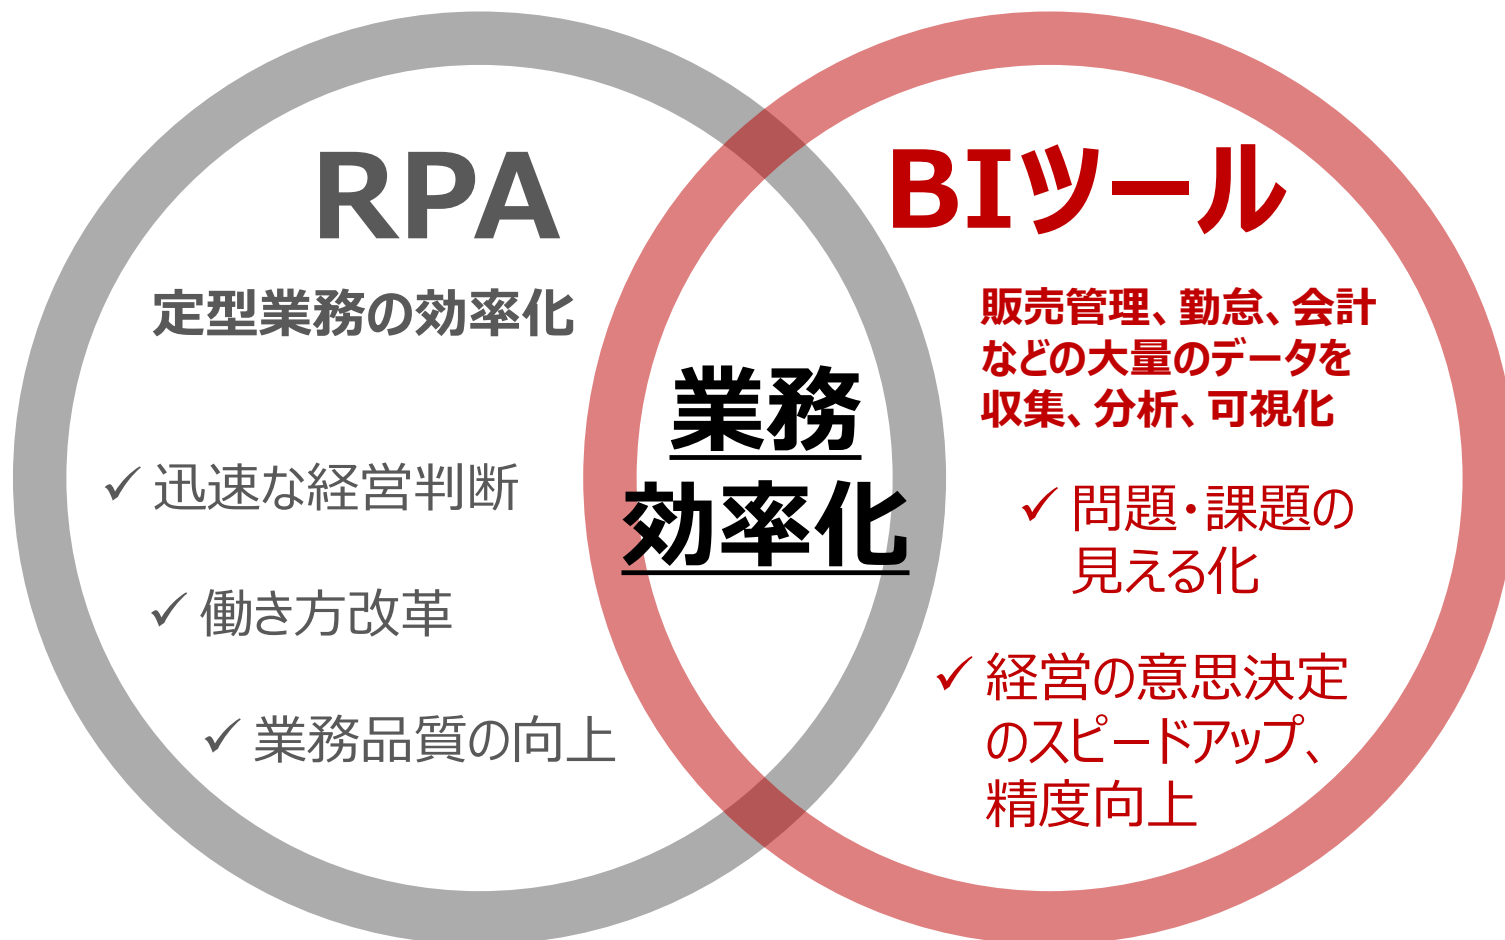 RPA
定型業務の効率化
✓ 迅速な経営判断
✓ 働き方改革
✓ 業務品質の向上
業務
効率化
BIツール
販売管理、勤怠、会計
などの大量のデータを
収集、分析、可視化
✓ 問題・課題の
見える化
✓ 経営の意思決定
のスピードアップ、
精度向上